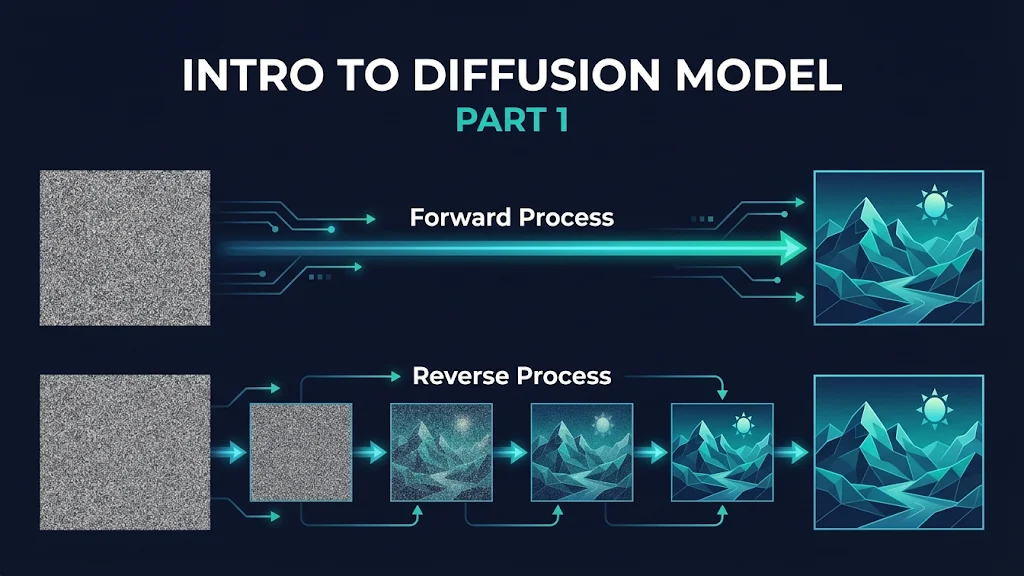 INTRO TO DIFFUSION MODEL
PART 1
Forward Process
Reverse Process